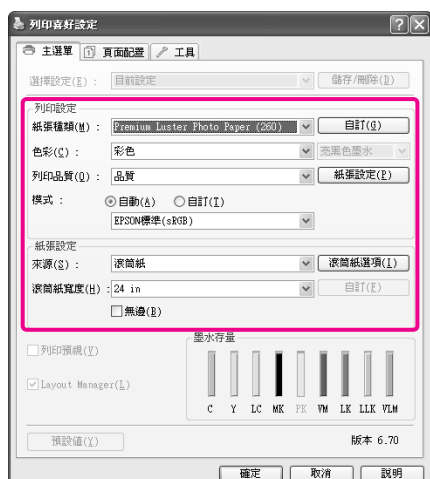 列印喜好設定
主選單 頁面配置 工具
選擇設定(E)： 目前設定 儲存/刪除(D)
列印設定
紙張種類(M)： Premium Luster Photo Paper (260) 自訂(G)
色彩(C)： 彩色 亮黑色墨水
列印品質(Q)： 品質 紙張設定(P)
模式： 自動(A) 自訂(I)
EPSON標準(sRGB)
紙張設定
來源(S)： 滾筒紙 滾筒紙選項(I)
滾筒紙寬度(H)： 24 in 自訂(F)
無邊(B)
列印預視(V)
墨水存量
Layout Manager(L)
C Y LC MK PK VM LK LLK VLM
預設值(Y) 版本 6.70
確定 取消 說明